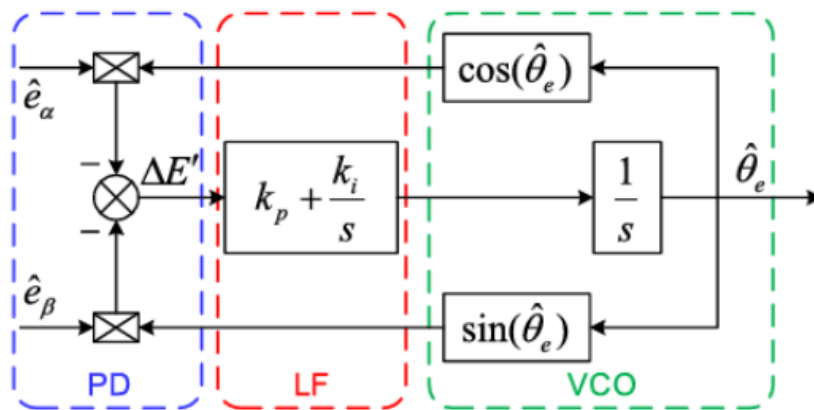 cos(θ̂ₑ)
ê_α
−
ΔE′
k_p + k_i/s
1/s
θ̂ₑ
−
ê_β
sin(θ̂ₑ)
PD
LF
VCO